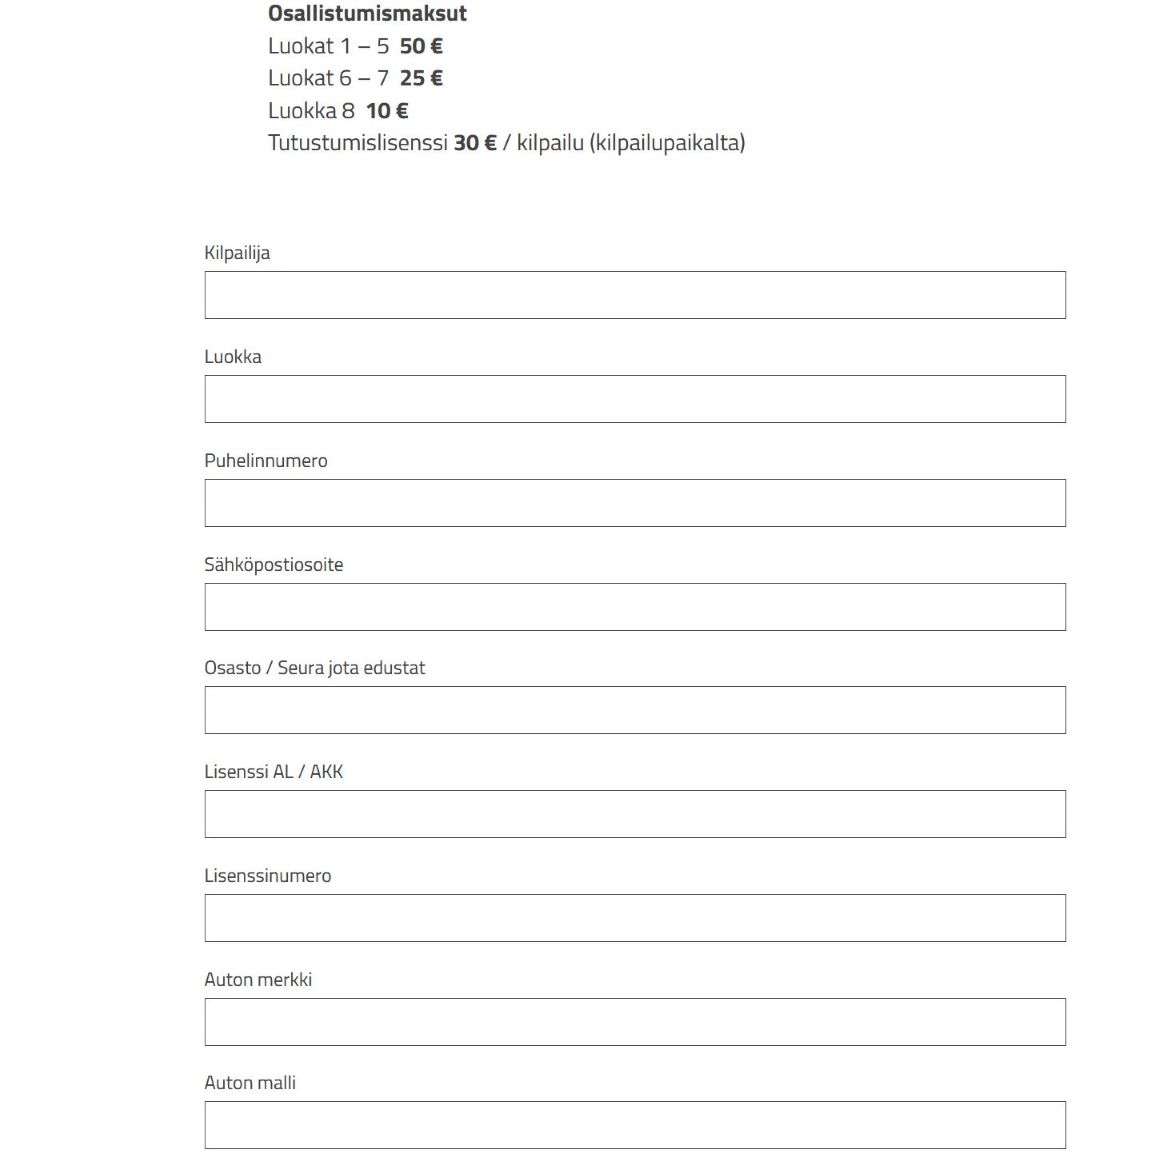 Osallistumismaksut
Luokat 1 – 5 50 €
Luokat 6 – 7 25 €
Luokka 8 10 €
Tutustumislisenssi 30 € / kilpailu (kilpailupaikalta)
Kilpailija
Luokka
Puhelinnumero
Sähköpostiosoite
Osasto / Seura jota edustat
Lisenssi AL / AKK
Lisenssinumero
Auton merkki
Auton malli